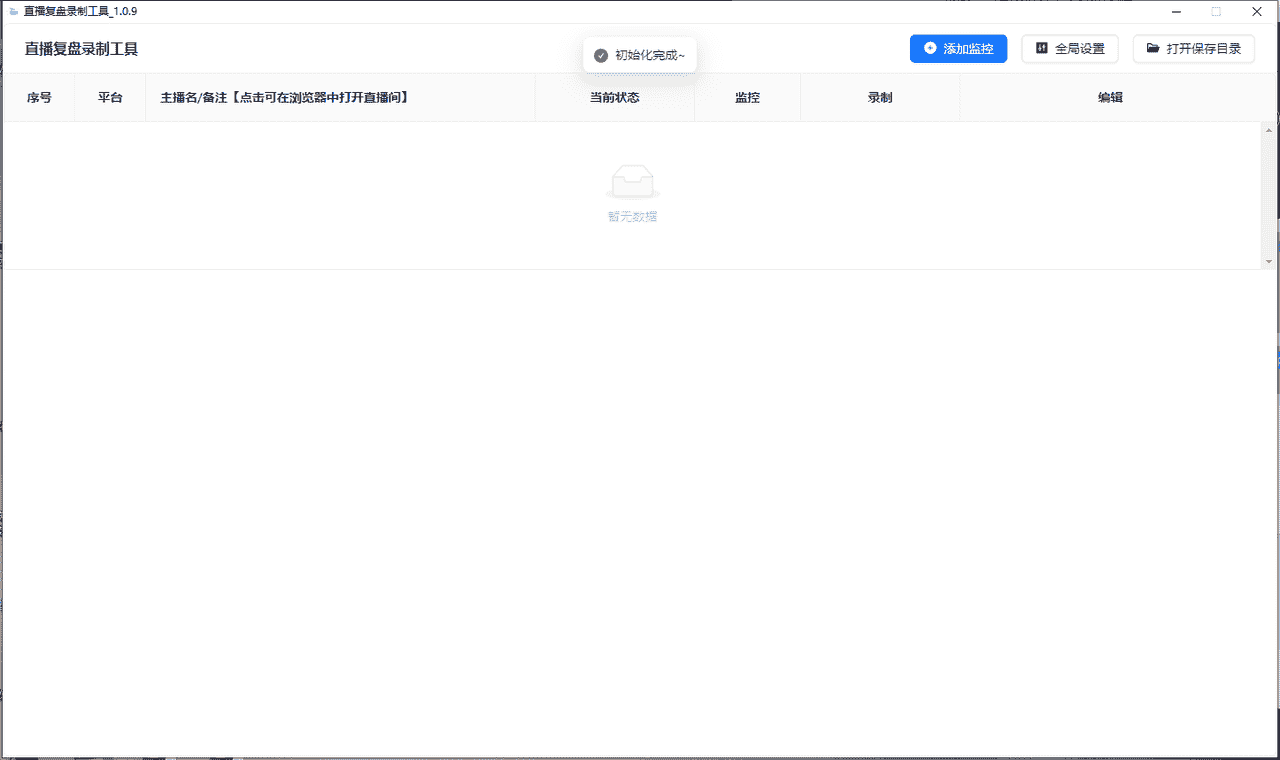 直播复盘录制工具_1.0.9
直播复盘录制工具
初始化完成~
添加监控
全局设置
打开保存目录
序号 平台 主播名/备注【点击可在浏览器中打开直播间】 当前状态 监控 录制 编辑
暂无数据